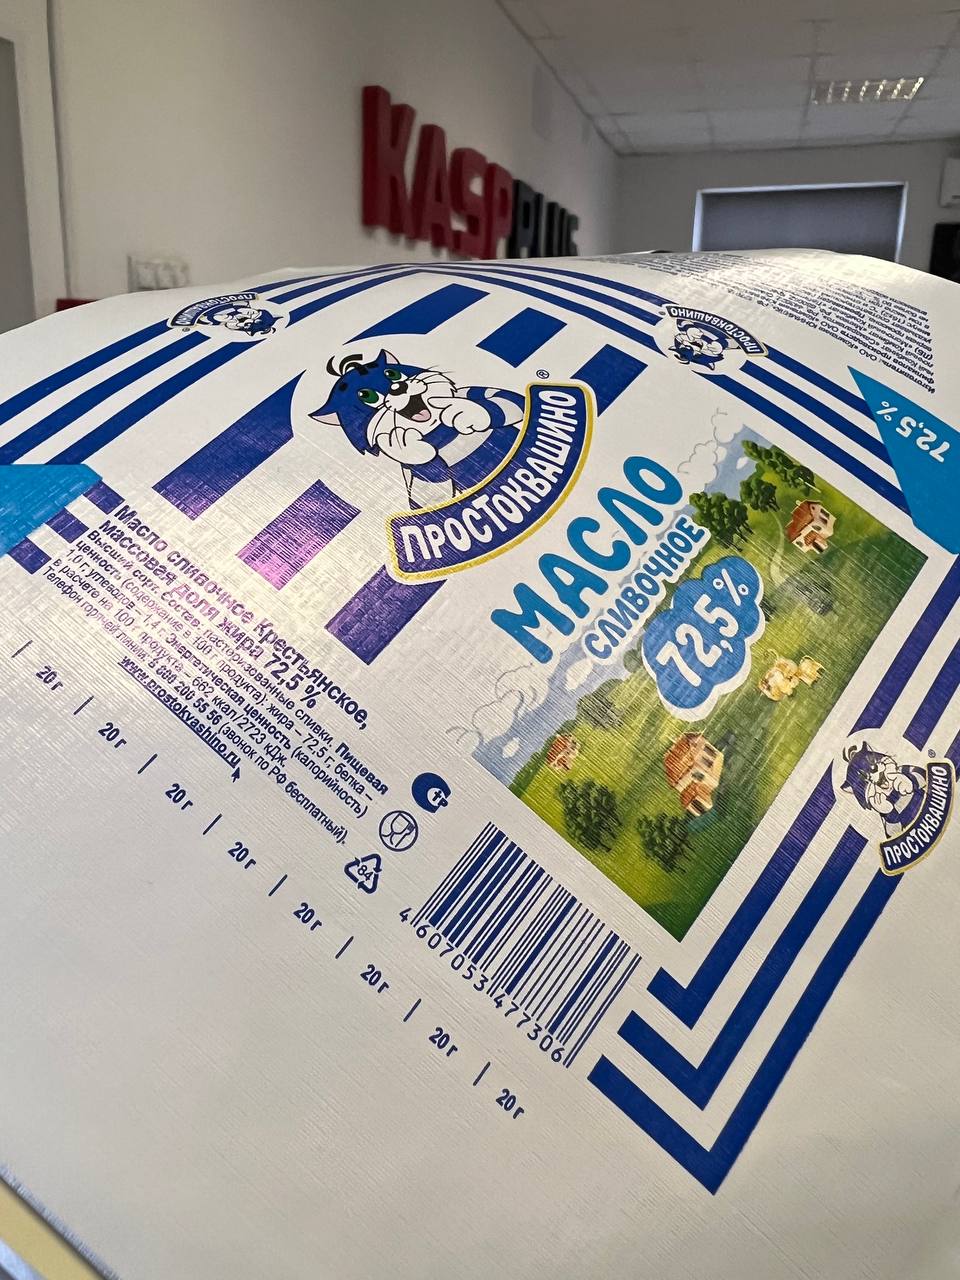 KASP PLUS
ПРОСТОКВАШИНО
ПРОСТОКВАШИНО
72,5%
ПРОСТОКВАШИНО
®
МАСЛО
СЛИВОЧНОЕ
72,5%
Масло сливочное Крестьянское,
массовая доля жира 72,5 %
Высший сорт. Состав: пастеризованные сливки. Пищевая
ценность (содержание в 100 г продукта): жира – 72,5 г, белка –
1,0 г, углеводов – 1,4 г. Энергетическая ценность (калорийность)
в расчете на 100 г продукта – 662 ккал/2723 кДж.
Телефон горячей линии: 8 800 200 55 56 (звонок по РФ бесплатный).
www.prostokvashino.ru
84
4 607053 477306
20 г
20 г
20 г
20 г
20 г
20 г
20 г
20 г
ПРОСТОКВАШИНО
®